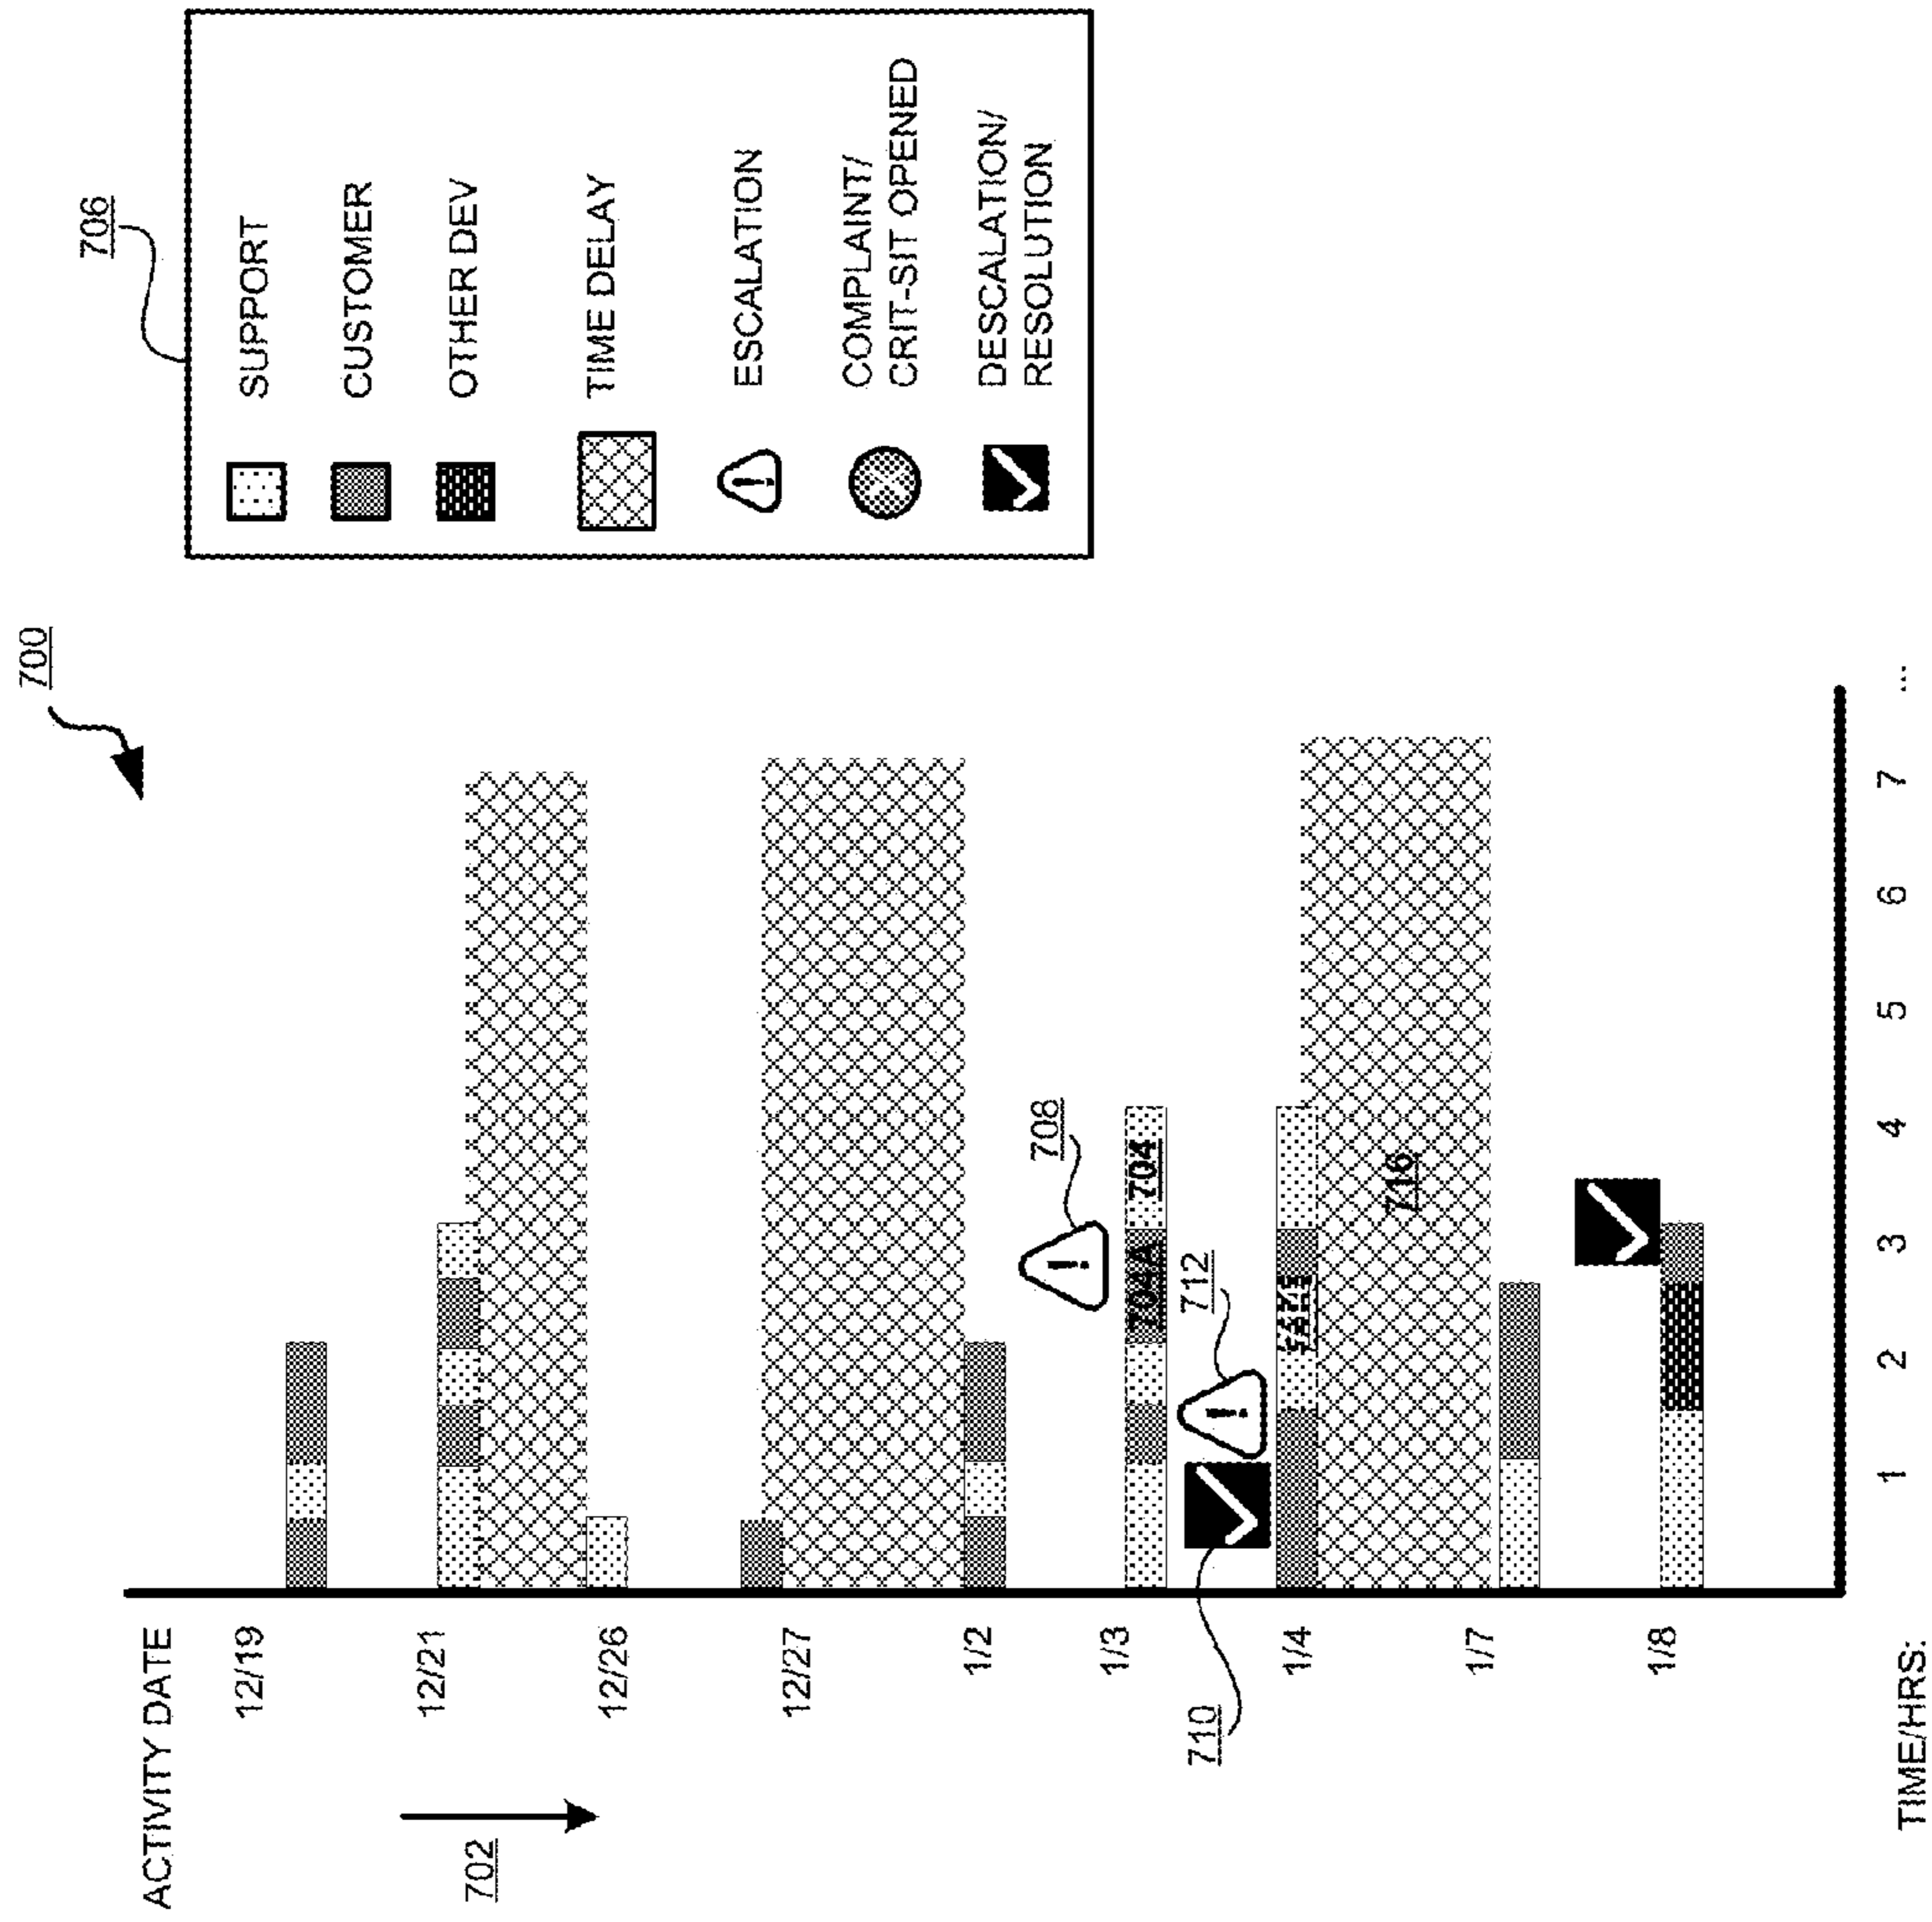 700
706
ACTIVITY DATE
12/19
12/21
12/26
12/27
1/2
1/3
1/4
1/7
1/8
702
708
704A
704
712
710
716
TIME/HRS: 1 2 3 4 5 6 7 ...
SUPPORT
CUSTOMER
OTHER DEV
TIME DELAY
ESCALATION
COMPLAINT/
CRIT-SIT OPENED
DESCALATION/
RESOLUTION